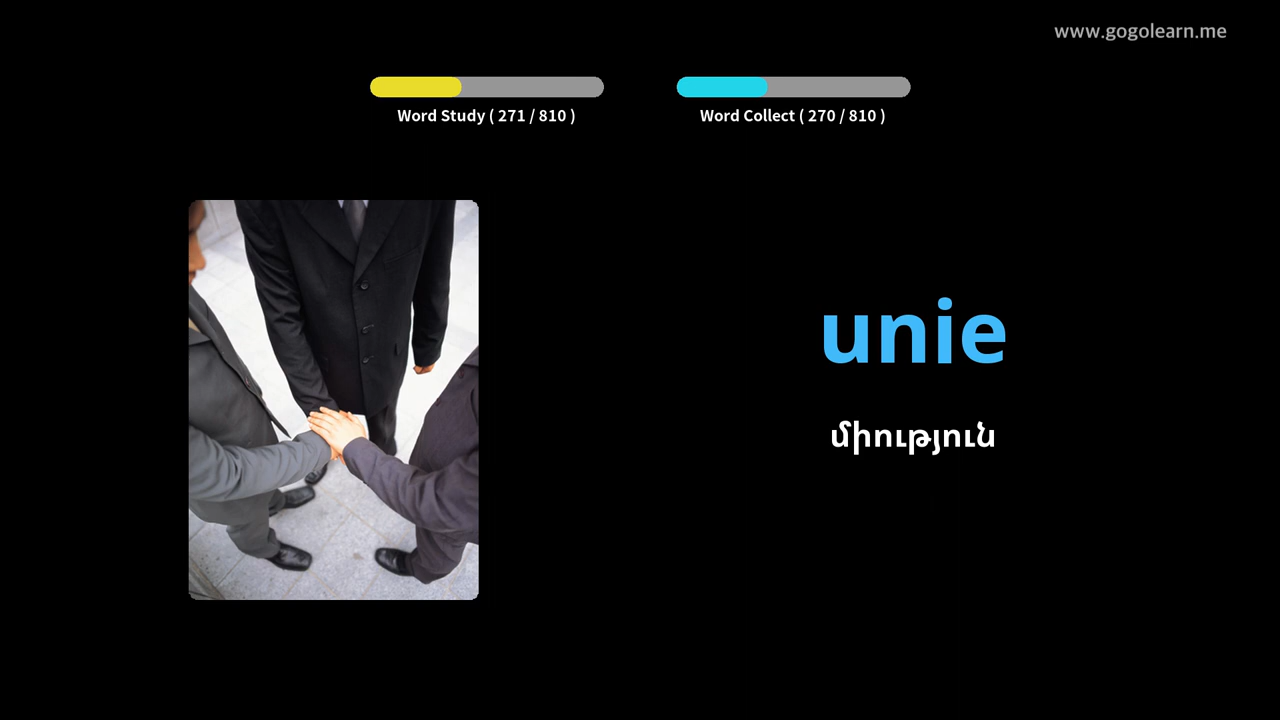 www.gogolearn.me
Word Study ( 271 / 810 )
Word Collect ( 270 / 810 )
unie
միություն